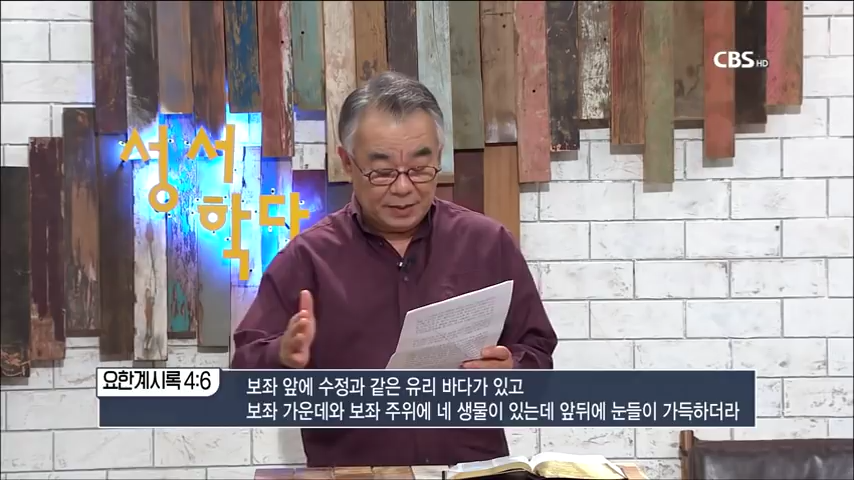 CBS HD
성서
학다
요한계시록 4:6
보좌 앞에 수정과 같은 유리 바다가 있고
보좌 가운데와 보좌 주위에 네 생물이 있는데 앞뒤에 눈들이 가득하더라